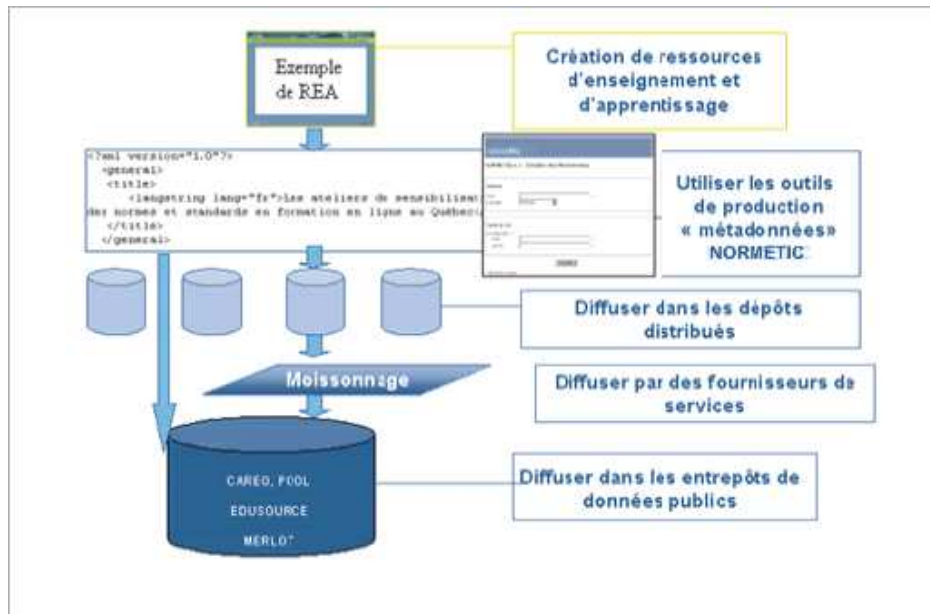 Exemple
de REA
Création de ressources
d'enseignement et
d'apprentissage
<?xml version="1.0"?>
<general>
<title>
<langstring lang="fr">Les ateliers de sensibilisat
des normes et standards en formation en ligne au Québec
</title>
</general>
Utiliser les outils
de production
« métadonnées»
NORMETIC
Diffuser dans les dépôts
distribués
Moissonnage
Diffuser par des fournisseurs de
services
CAREO, POOL
EDUSOURCE
MERLOT
Diffuser dans les entrepôts de
données publics